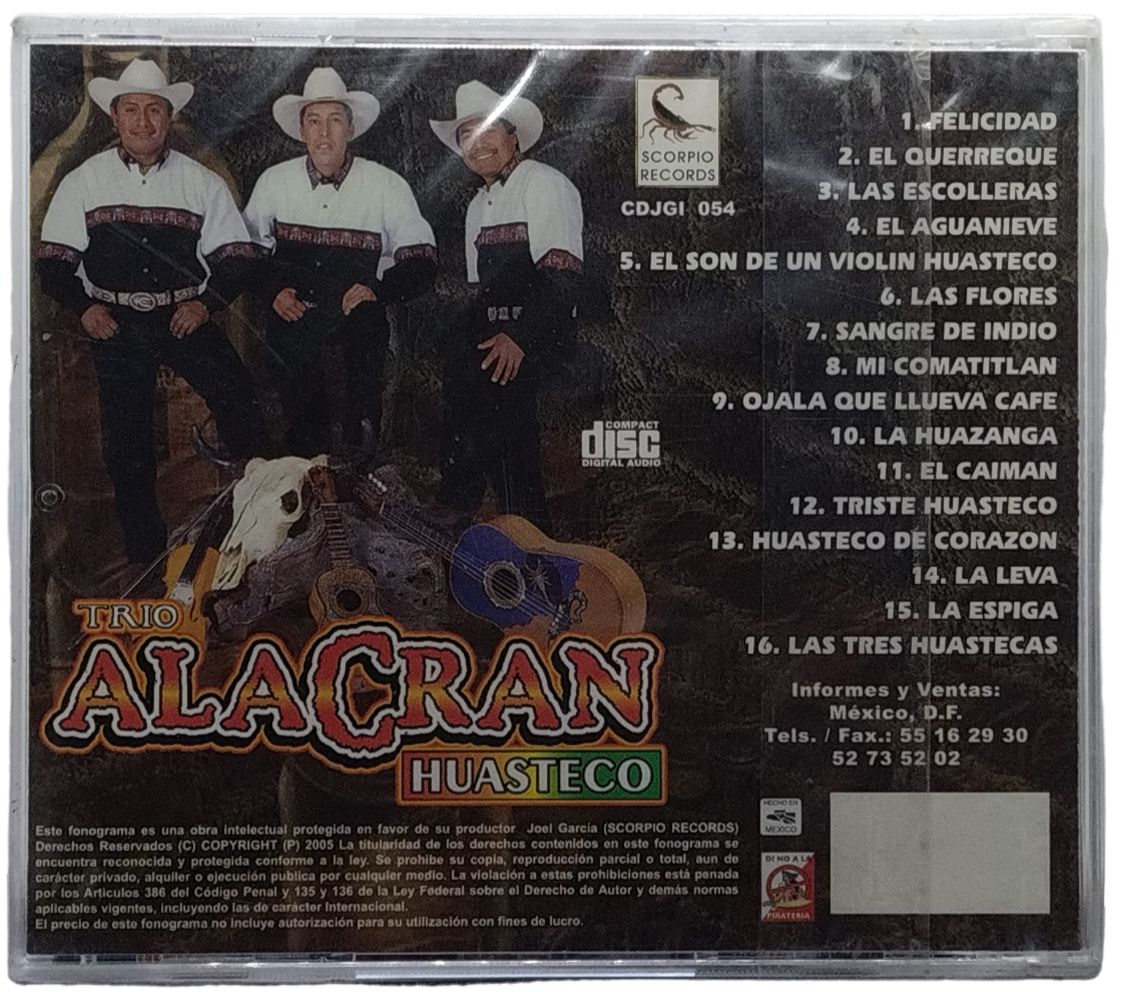 SCORPIO
RECORDS
CDJGI 054
1. FELICIDAD
2. EL QUERREQUE
3. LAS ESCOLLERAS
4. EL AGUANIEVE
5. EL SON DE UN VIOLIN HUASTECO
6. LAS FLORES
7. SANGRE DE INDIO
8. MI COMATITLAN
9. OJALA QUE LLUEVA CAFE
10. LA HUAZANGA
11. EL CAIMAN
12. TRISTE HUASTECO
13. HUASTECO DE CORAZON
14. LA LEVA
15. LA ESPIGA
16. LAS TRES HUASTECAS
COMPACT
disc
DIGITAL AUDIO
TRIO
ALACRAN
HUASTECO
Informes y Ventas:
México, D.F.
Tels. / Fax.: 55 16 29 30
52 73 52 02
HECHO EN
MEXICO
DI NO A LA
PIRATERIA
Este fonograma es una obra intelectual protegida en favor de su productor Joel García (SCORPIO RECORDS)
Derechos Reservados (C) COPYRIGHT (P) 2005 La titularidad de los derechos contenidos en este fonograma se
encuentra reconocida y protegida conforme a la ley. Se prohibe su copia, reproducción parcial o total, aun de
carácter privado, alquiler o ejecución publica por cualquier medio. La violación a estas prohibiciones está penada
por los Articulos 386 del Código Penal y 135 y 136 de la Ley Federal sobre el Derecho de Autor y demás normas
aplicables vigentes, incluyendo las de carácter Internacional.
El precio de este fonograma no incluye autorización para su utilización con fines de lucro.